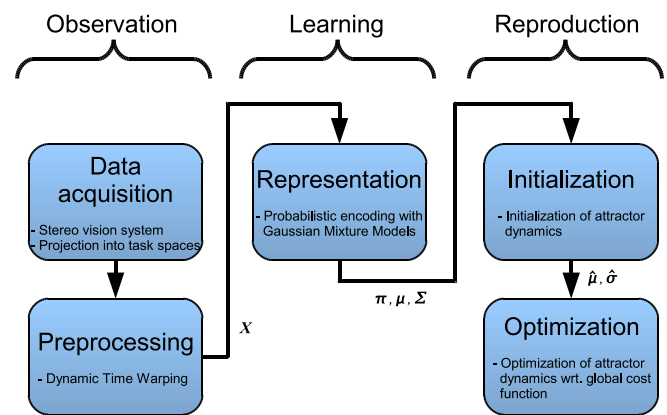 Observation
Learning
Reproduction
Data
acquisition
- Stereo vision system
- Projection into task spaces
Preprocessing
- Dynamic Time Warping
X
Representation
- Probabilistic encoding with
Gaussian Mixture Models
π, μ, Σ
Initialization
- Initialization of attractor
dynamics
μ̂, σ̂
Optimization
- Optimization of attractor
dynamics wrt. global cost
function